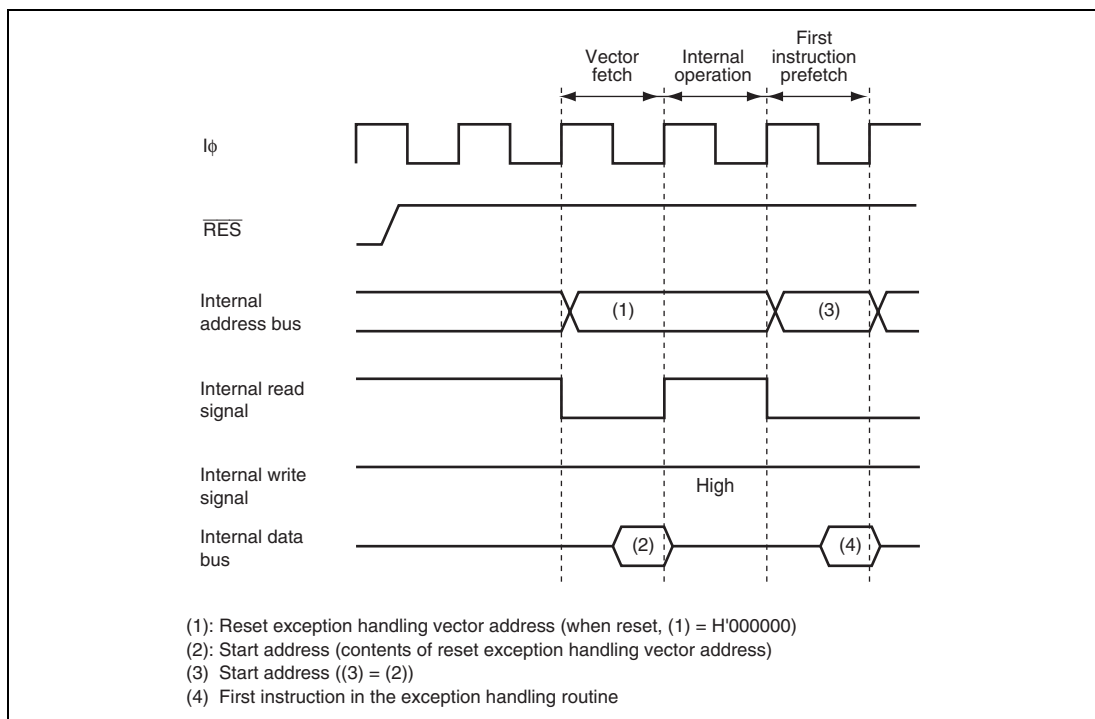 Vector
fetch
Internal
operation
First
instruction
prefetch
Iϕ
R̅E̅S̅
Internal
address bus
(1)
(3)
Internal read
signal
Internal write
signal
High
Internal data
bus
(2)
(4)
(1): Reset exception handling vector address (when reset, (1) = H'000000)
(2): Start address (contents of reset exception handling vector address)
(3) Start address ((3) = (2))
(4) First instruction in the exception handling routine